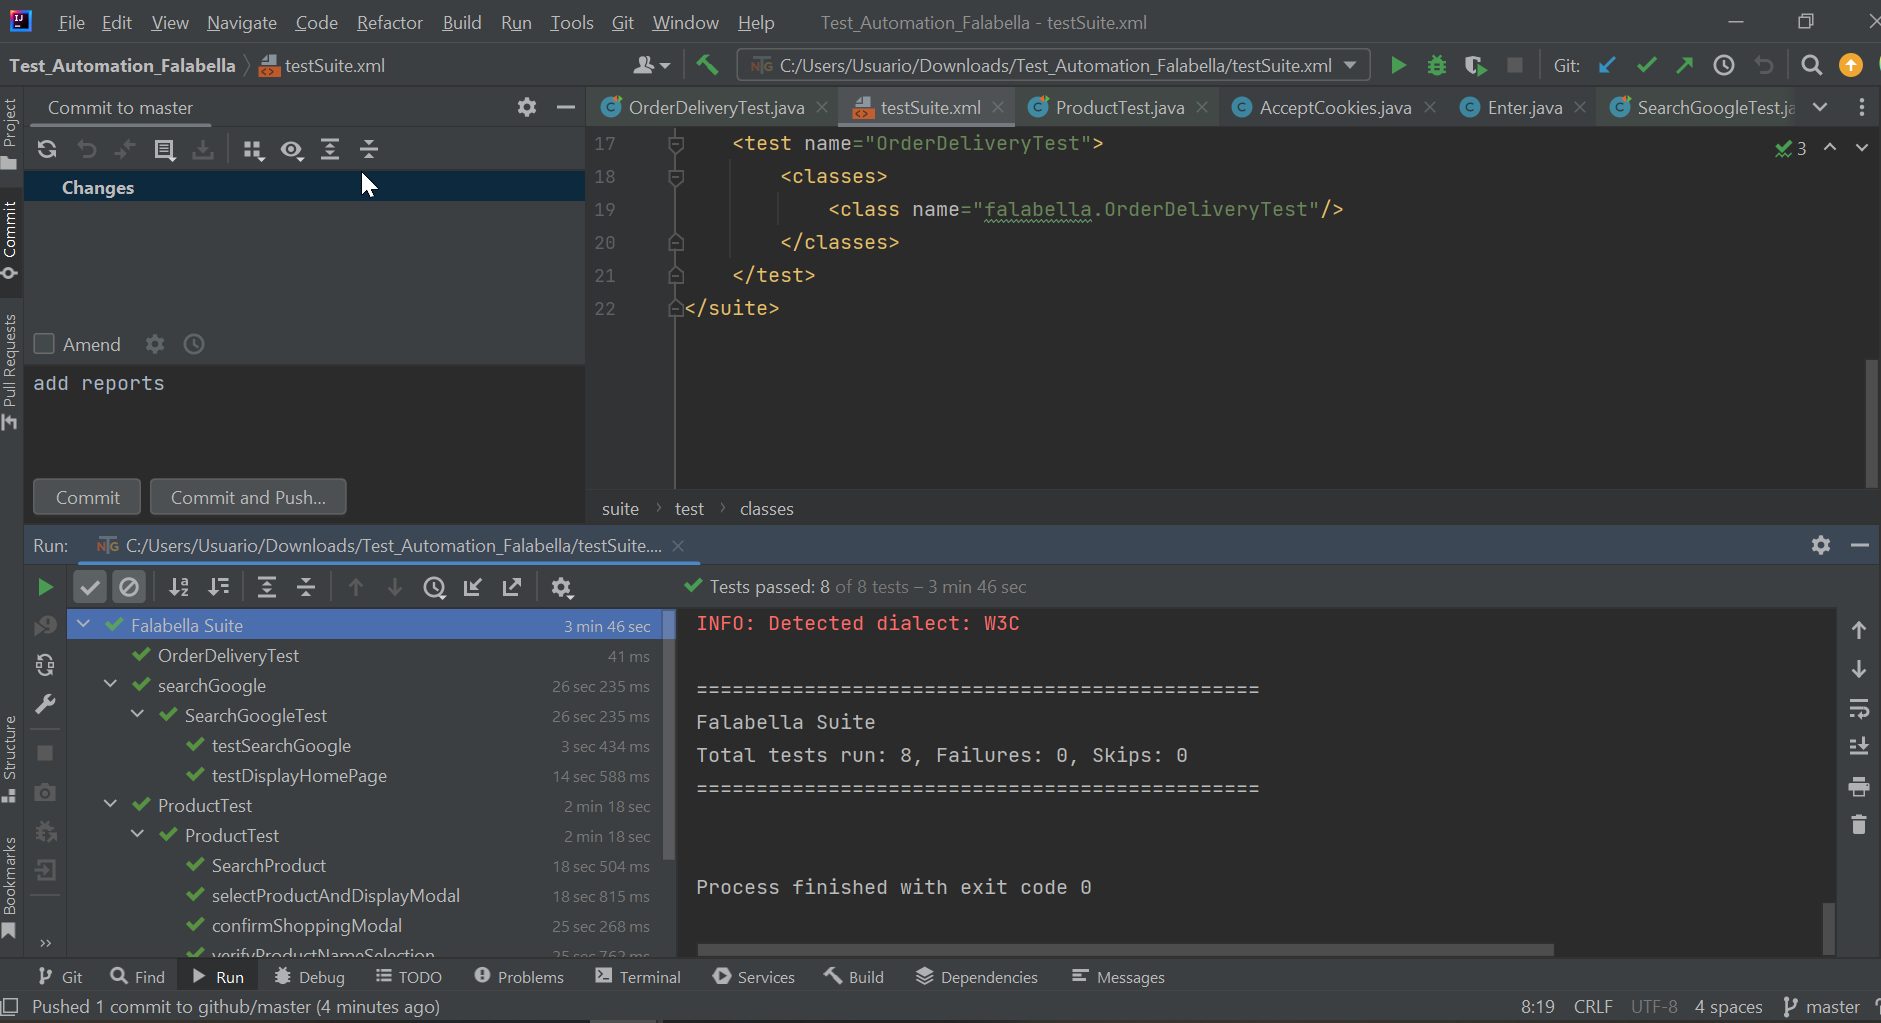 File Edit View Navigate Code Refactor Build Run Tools Git Window Help Test_Automation_Falabella - testSuite.xml
Test_Automation_Falabella testSuite.xml C:/Users/Usuario/Downloads/Test_Automation_Falabella/testSuite.xml Git:
Project
Commit
Pull Requests
Structure
Bookmarks
Commit to master
OrderDeliveryTest.java testSuite.xml ProductTest.java AcceptCookies.java Enter.java SearchGoogleTest.ja
Changes
Amend
add reports
Commit Commit and Push...
17 <test name="OrderDeliveryTest">
18 <classes>
19 <class name="falabella.OrderDeliveryTest"/>
20 </classes>
21 </test>
22 </suite>
3
suite › test › classes
Run: C:/Users/Usuario/Downloads/Test_Automation_Falabella/testSuite....
Tests passed: 8 of 8 tests – 3 min 46 sec
Falabella Suite 3 min 46 sec
OrderDeliveryTest 41 ms
searchGoogle 26 sec 235 ms
SearchGoogleTest 26 sec 235 ms
testSearchGoogle 3 sec 434 ms
testDisplayHomePage 14 sec 588 ms
ProductTest 2 min 18 sec
ProductTest 2 min 18 sec
SearchProduct 18 sec 504 ms
selectProductAndDisplayModal 18 sec 815 ms
confirmShoppingModal 25 sec 268 ms
verifyProductNameSelection 25 sec 762 ms
INFO: Detected dialect: W3C
===============================================
Falabella Suite
Total tests run: 8, Failures: 0, Skips: 0
===============================================
Process finished with exit code 0
Git Find Run Debug TODO Problems Terminal Services Build Dependencies Messages
Pushed 1 commit to github/master (4 minutes ago) 8:19 CRLF UTF-8 4 spaces master